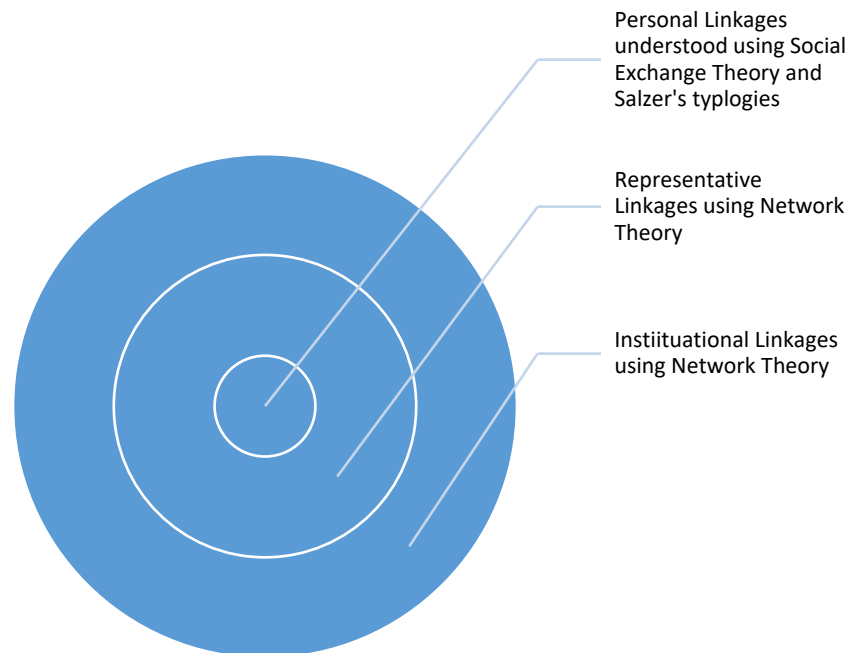 Personal Linkages
understood using Social
Exchange Theory and
Salzer's typlogies
Representative
Linkages using Network
Theory
Instiituational Linkages
using Network Theory